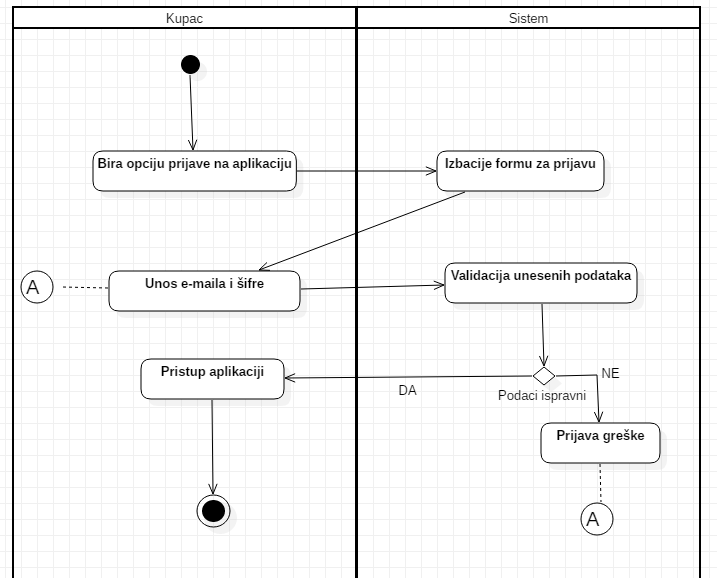 Kupac
Sistem
Bira opciju prijave na aplikaciju
Izbacije formu za prijavu
A
Unos e-maila i šifre
Validacija unesenih podataka
Pristup aplikaciji
DA
NE
Podaci ispravni
Prijava greške
A